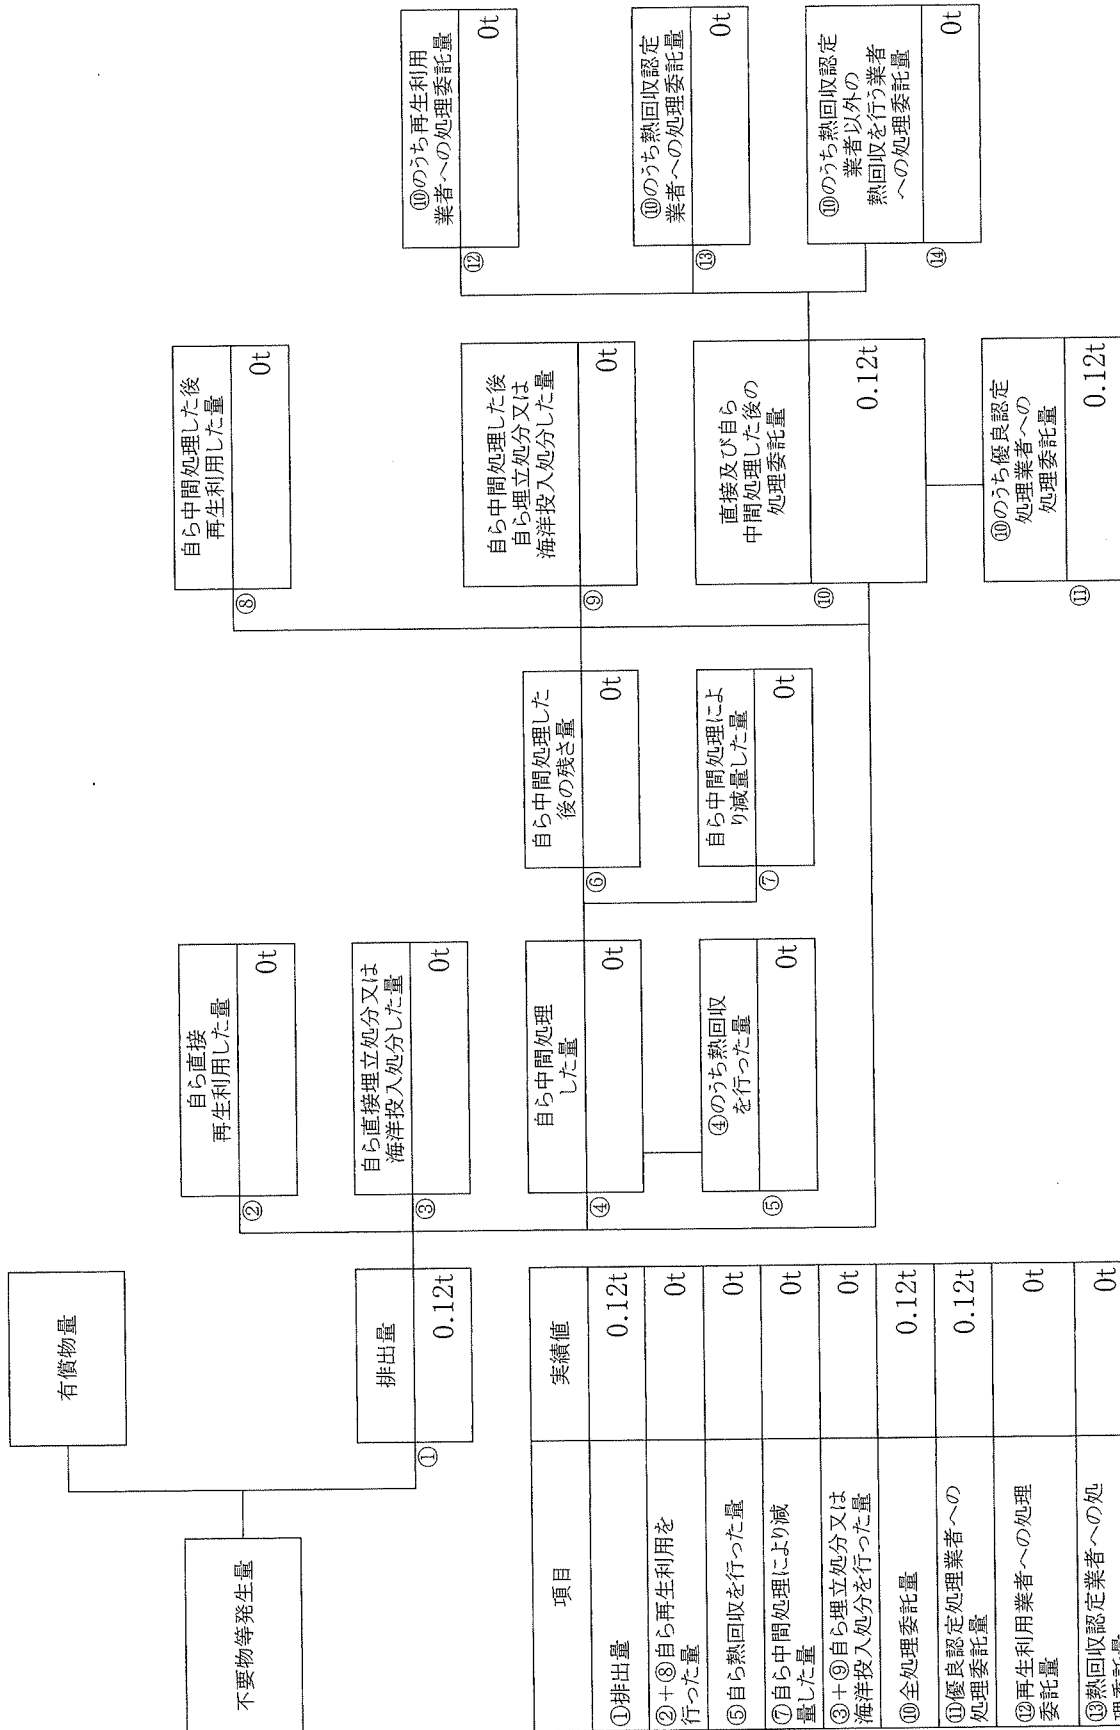 不要物等発生量
有償物量
①
排出量
0.12t
②
自ら直接
再生利用した量
0t
③
自ら直接埋立処分又は
海洋投入処分した量
0t
④
自ら中間処理
した量
0t
⑤
④のうち熱回収
を行った量
0t
⑥
自ら中間処理した
後の残さ量
0t
⑦
自ら中間処理によ
り減量した量
0t
⑧
自ら中間処理した後
再生利用した量
0t
⑨
自ら中間処理した後
自ら埋立処分又は
海洋投入処分した量
0t
⑩
直接及び自ら
中間処理した後の
処理委託量
0.12t
⑪
⑩のうち優良認定
処理業者への
処理委託量
0.12t
⑫
⑩のうち再生利用
業者への処理委託量
0t
⑬
⑩のうち熱回収認定
業者への処理委託量
0t
⑭
⑩のうち熱回収認定
業者以外の
熱回収を行う業者
への処理委託量
0t
項目
実績値
①排出量
0.12t
②+⑧自ら再生利用を
行った量
0t
⑤自ら熱回収を行った量
0t
⑦自ら中間処理により減
量した量
0t
③+⑨自ら埋立処分又は
海洋投入処分を行った量
0t
⑩全処理委託量
0.12t
⑪優良認定処理業者への
処理委託量
0.12t
⑫再生利用業者への処理
委託量
0t
⑬熱回収認定業者への処
理委託量
0t